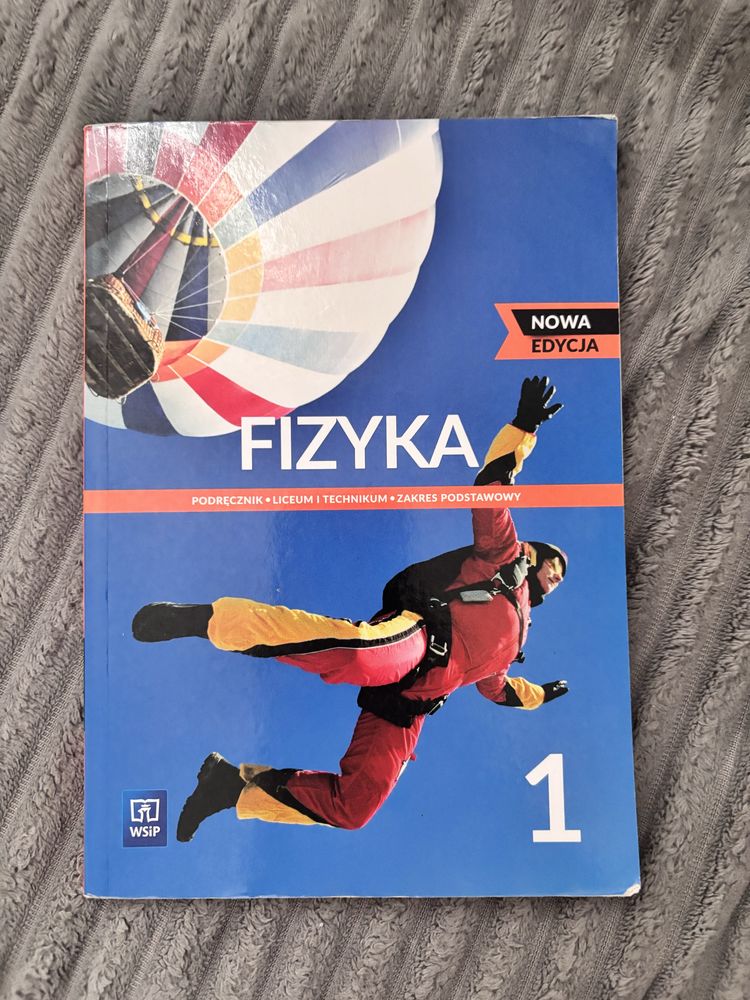 NOWA
EDYCJA
FIZYKA
PODRĘCZNIK • LICEUM I TECHNIKUM • ZAKRES PODSTAWOWY
1
WSiP